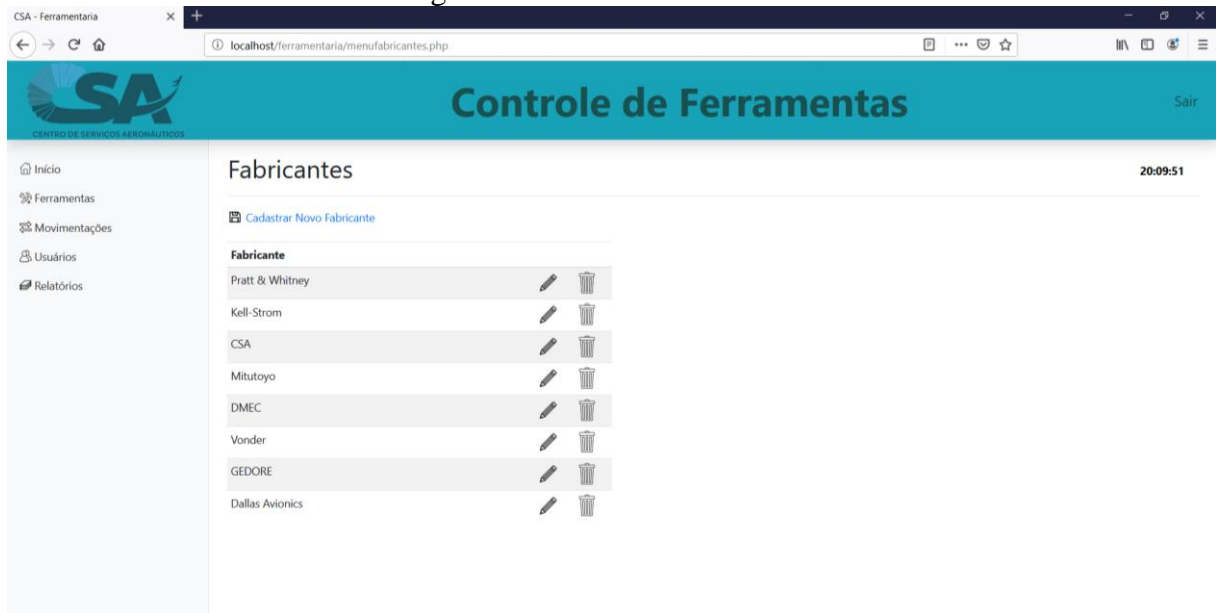 CSA - Ferramentaria
localhost/ferramentaria/menufabricantes.php
CSA
CENTRO DE SERVIÇOS AERONÁUTICOS
Controle de Ferramentas
Sair
Início
Ferramentas
Movimentações
Usuários
Relatórios
Fabricantes
20:09:51
Cadastrar Novo Fabricante
Fabricante
Pratt & Whitney
Kell-Strom
CSA
Mitutoyo
DMEC
Vonder
GEDORE
Dallas Avionics